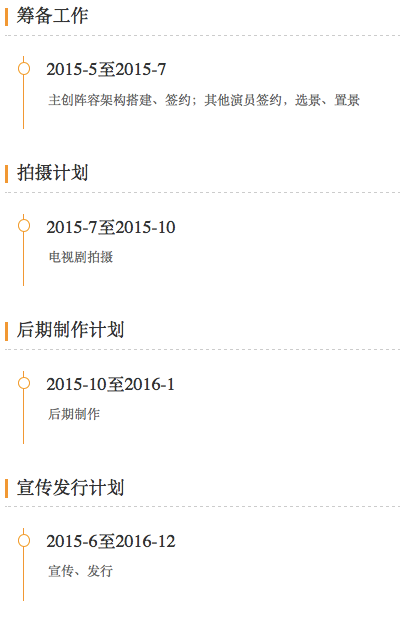 筹备工作
2015-5至2015-7
主创阵容架构搭建、签约；其他演员签约，选景、置景
拍摄计划
2015-7至2015-10
电视剧拍摄
后期制作计划
2015-10至2016-1
后期制作
宣传发行计划
2015-6至2016-12
宣传、发行